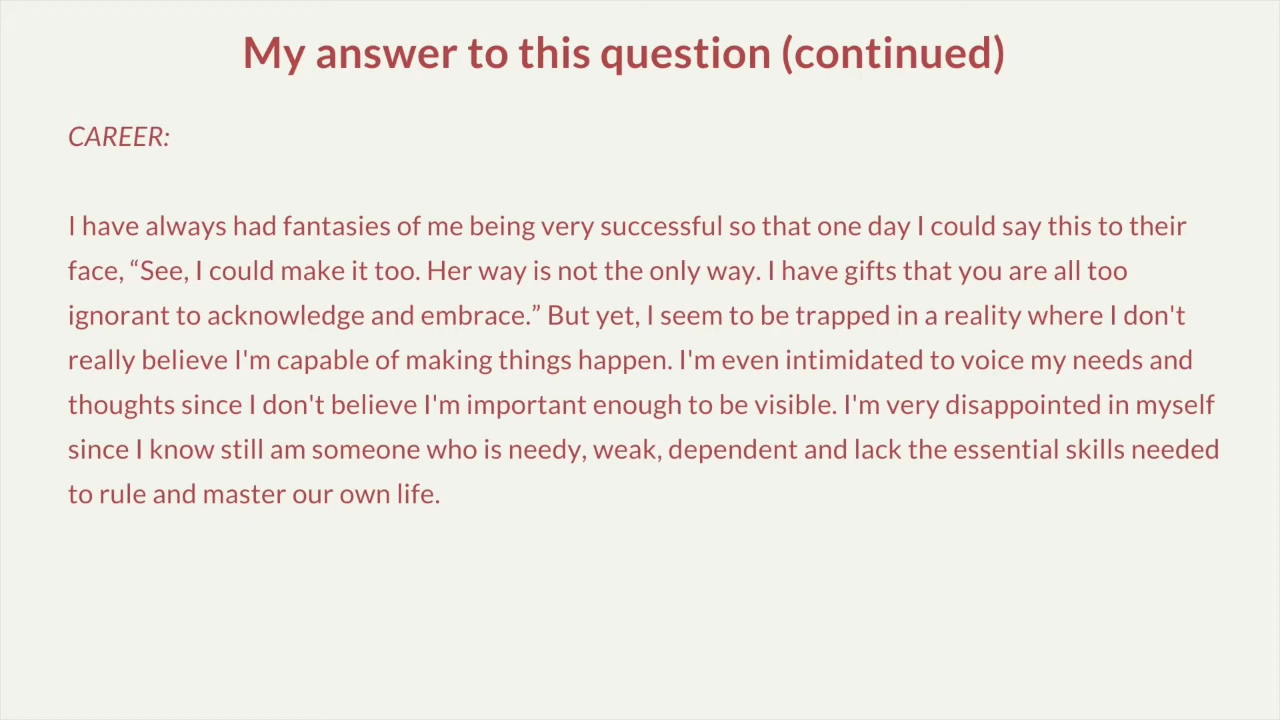 My answer to this question (continued)
CAREER:
I have always had fantasies of me being very successful so that one day I could say this to their
face, “See, I could make it too. Her way is not the only way. I have gifts that you are all too
ignorant to acknowledge and embrace.” But yet, I seem to be trapped in a reality where I don't
really believe I'm capable of making things happen. I'm even intimidated to voice my needs and
thoughts since I don't believe I'm important enough to be visible. I'm very disappointed in myself
since I know still am someone who is needy, weak, dependent and lack the essential skills needed
to rule and master our own life.